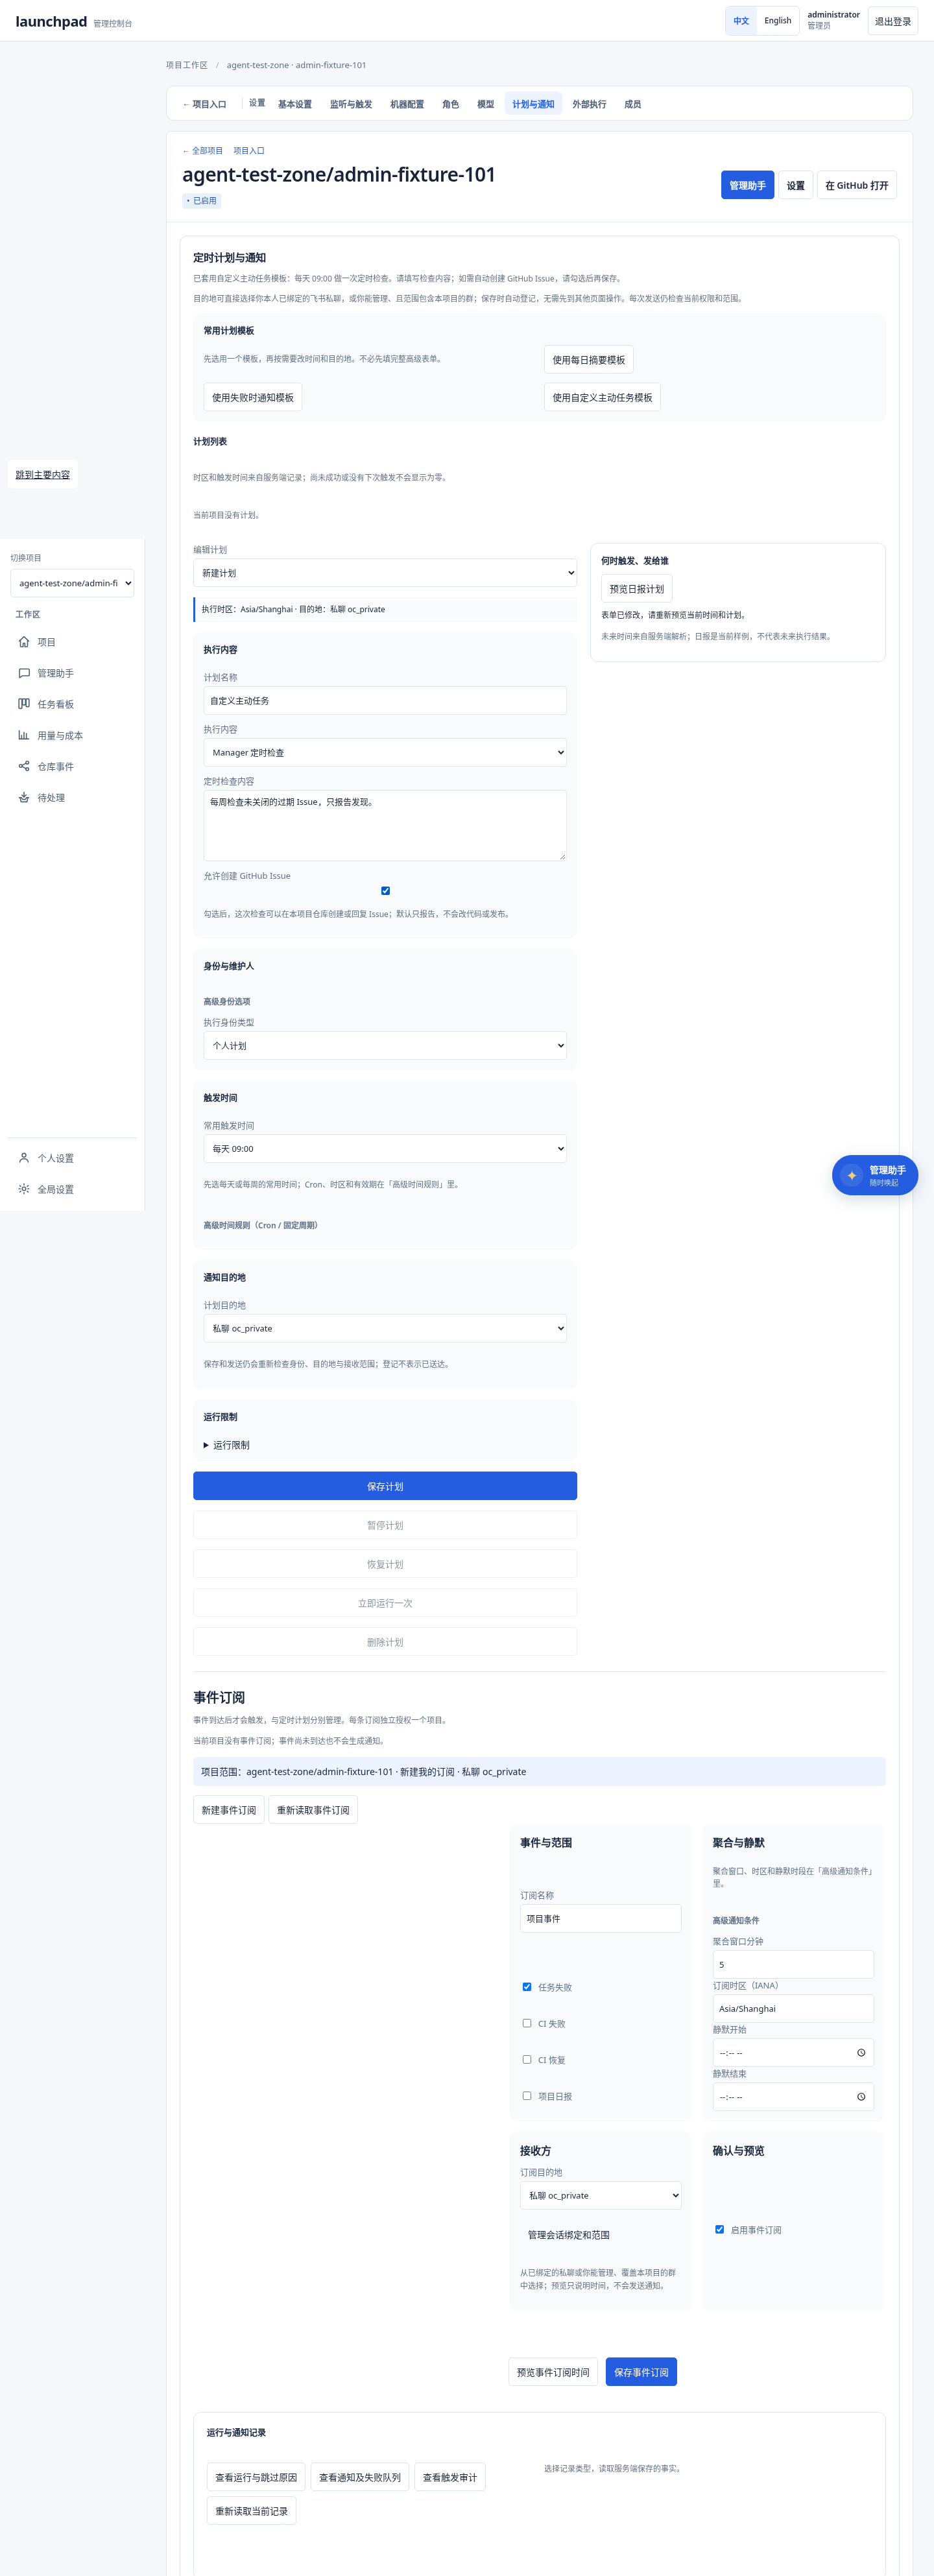 launchpad 管理控制台
中文 English administrator 管理员 退出登录
项目工作区 / agent-test-zone · admin-fixture-101
← 项目入口 设置 基本设置 监听与触发 机器配置 角色 模型 计划与通知 外部执行 成员
← 全部项目 项目入口
agent-test-zone/admin-fixture-101
• 已启用
管理助手 设置 在 GitHub 打开
定时计划与通知
已套用自定义主动任务模板：每天 09:00 做一次定时检查。请填写检查内容；如需自动创建 GitHub Issue，请勾选后再保存。
目的地可直接选择你本人已绑定的飞书私聊，或你能管理、且范围包含本项目的群；保存时自动登记，无需先到其他页面操作。每次发送仍检查当前权限和范围。
常用计划模板
先选用一个模板，再按需要改时间和目的地。不必先填完整高级表单。
使用每日摘要模板
使用失败时通知模板
使用自定义主动任务模板
计划列表
时区和触发时间来自服务端记录；尚未成功或没有下次触发不会显示为零。
当前项目没有计划。
跳到主要内容
切换项目
agent-test-zone/admin-fi
工作区
项目
管理助手
任务看板
用量与成本
仓库事件
待处理
个人设置
全局设置
编辑计划
新建计划
执行时区：Asia/Shanghai · 目的地：私聊 oc_private
何时触发、发给谁
预览日报计划
表单已修改，请重新预览当前时间和计划。
未来时间来自服务端解析；日报是当前样例，不代表未来执行结果。
执行内容
计划名称
自定义主动任务
执行内容
Manager 定时检查
定时检查内容
每周检查未关闭的过期 Issue，只报告发现。
允许创建 GitHub Issue
勾选后，这次检查可以在本项目仓库创建或回复 Issue；默认只报告，不会改代码或发布。
身份与维护人
高级身份选项
执行身份类型
个人计划
触发时间
常用触发时间
每天 09:00
先选每天或每周的常用时间；Cron、时区和有效期在「高级时间规则」里。
高级时间规则（Cron / 固定周期）
管理助手
随时唤起
通知目的地
计划目的地
私聊 oc_private
保存和发送仍会重新检查身份、目的地与接收范围；登记不表示已送达。
运行限制
▶ 运行限制
保存计划
暂停计划
恢复计划
立即运行一次
删除计划
事件订阅
事件到达后才会触发，与定时计划分别管理。每条订阅独立授权一个项目。
当前项目没有事件订阅；事件尚未到达也不会生成通知。
项目范围：agent-test-zone/admin-fixture-101 · 新建我的订阅 · 私聊 oc_private
新建事件订阅 重新读取事件订阅
事件与范围
订阅名称
项目事件
任务失败
CI 失败
CI 恢复
项目日报
聚合与静默
聚合窗口、时区和静默时段在「高级通知条件」
里。
高级通知条件
聚合窗口分钟
5
订阅时区（IANA）
Asia/Shanghai
静默开始
--:-- --
静默结束
--:-- --
接收方
订阅目的地
私聊 oc_private
管理会话绑定和范围
从已绑定的私聊或你能管理、覆盖本项目的群
中选择；预览只说明时间，不会发送通知。
确认与预览
启用事件订阅
预览事件订阅时间 保存事件订阅
运行与通知记录
查看运行与跳过原因 查看通知及失败队列 查看触发审计
重新读取当前记录
选择记录类型，读取服务端保存的事实。